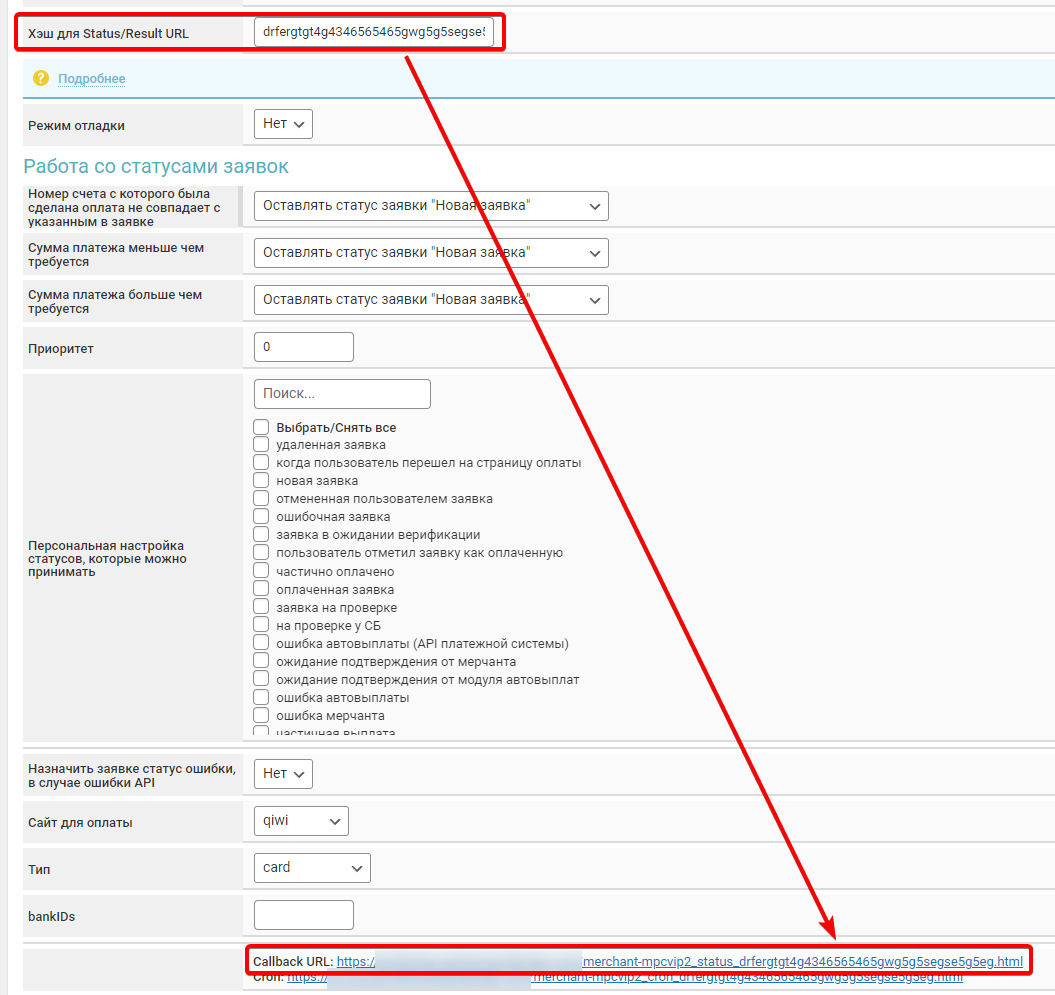 Хэш для Status/Result URL
drfergtgt4g4346565465gwg5g5segse5
Подробнее
Режим отладки
Нет
Работа со статусами заявок
Номер счета с которого была
сделана оплата не совпадает с
указанным в заявке
Оставлять статус заявки "Новая заявка"
Сумма платежа меньше чем
требуется
Оставлять статус заявки "Новая заявка"
Сумма платежа больше чем
требуется
Оставлять статус заявки "Новая заявка"
Приоритет
0
Персональная настройка
статусов, которые можно
принимать
Поиск...
Выбрать/Снять все
удаленная заявка
когда пользователь перешел на страницу оплаты
новая заявка
отмененная пользователем заявка
ошибочная заявка
заявка в ожидании верификации
пользователь отметил заявку как оплаченную
частично оплачено
оплаченная заявка
заявка на проверке
на проверке у СБ
ошибка автовыплаты (API платежной системы)
ожидание подтверждения от мерчанта
ожидание подтверждения от модуля автовыплат
ошибка автовыплаты
ошибка мерчанта
частичная выплата
Назначить заявке статус ошибки,
в случае ошибки API
Нет
Сайт для оплаты
qiwi
Тип
card
bankIDs
Callback URL: https:/ merchant-mpcvip2_status_drfergtgt4g4346565465gwg5g5segse5g5eg.html
Cron: https:/ merchant-mpcvip2_cron_drfergtgt4g4346565465gwg5g5segse5g5eg.html